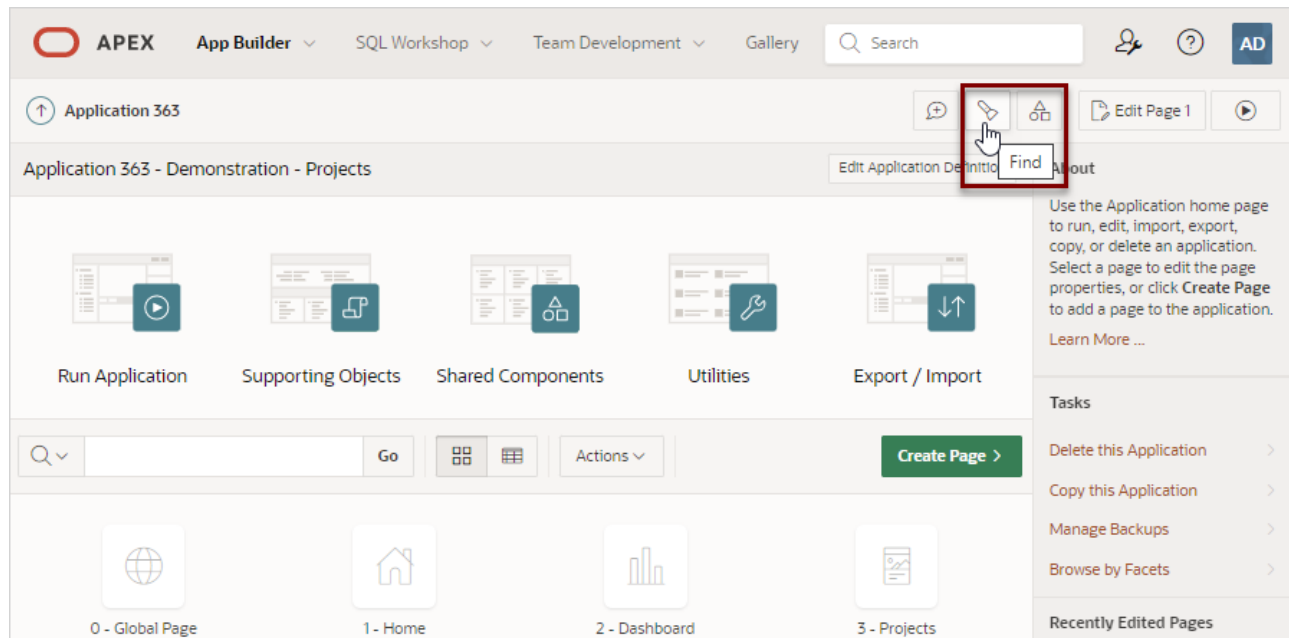 APEX App Builder SQL Workshop Team Development Gallery Search AD
Application 363 Edit Page 1
Application 363 - Demonstration - Projects Edit Application Definitio Find About
Use the Application home page
to run, edit, import, export,
copy, or delete an application.
Select a page to edit the page
properties, or click Create Page
to add a page to the application.
Learn More ...
Run Application Supporting Objects Shared Components Utilities Export / Import
Tasks
Go Actions Create Page >
Delete this Application
Copy this Application
Manage Backups
Browse by Facets
0 - Global Page 1 - Home 2 - Dashboard 3 - Projects
Recently Edited Pages